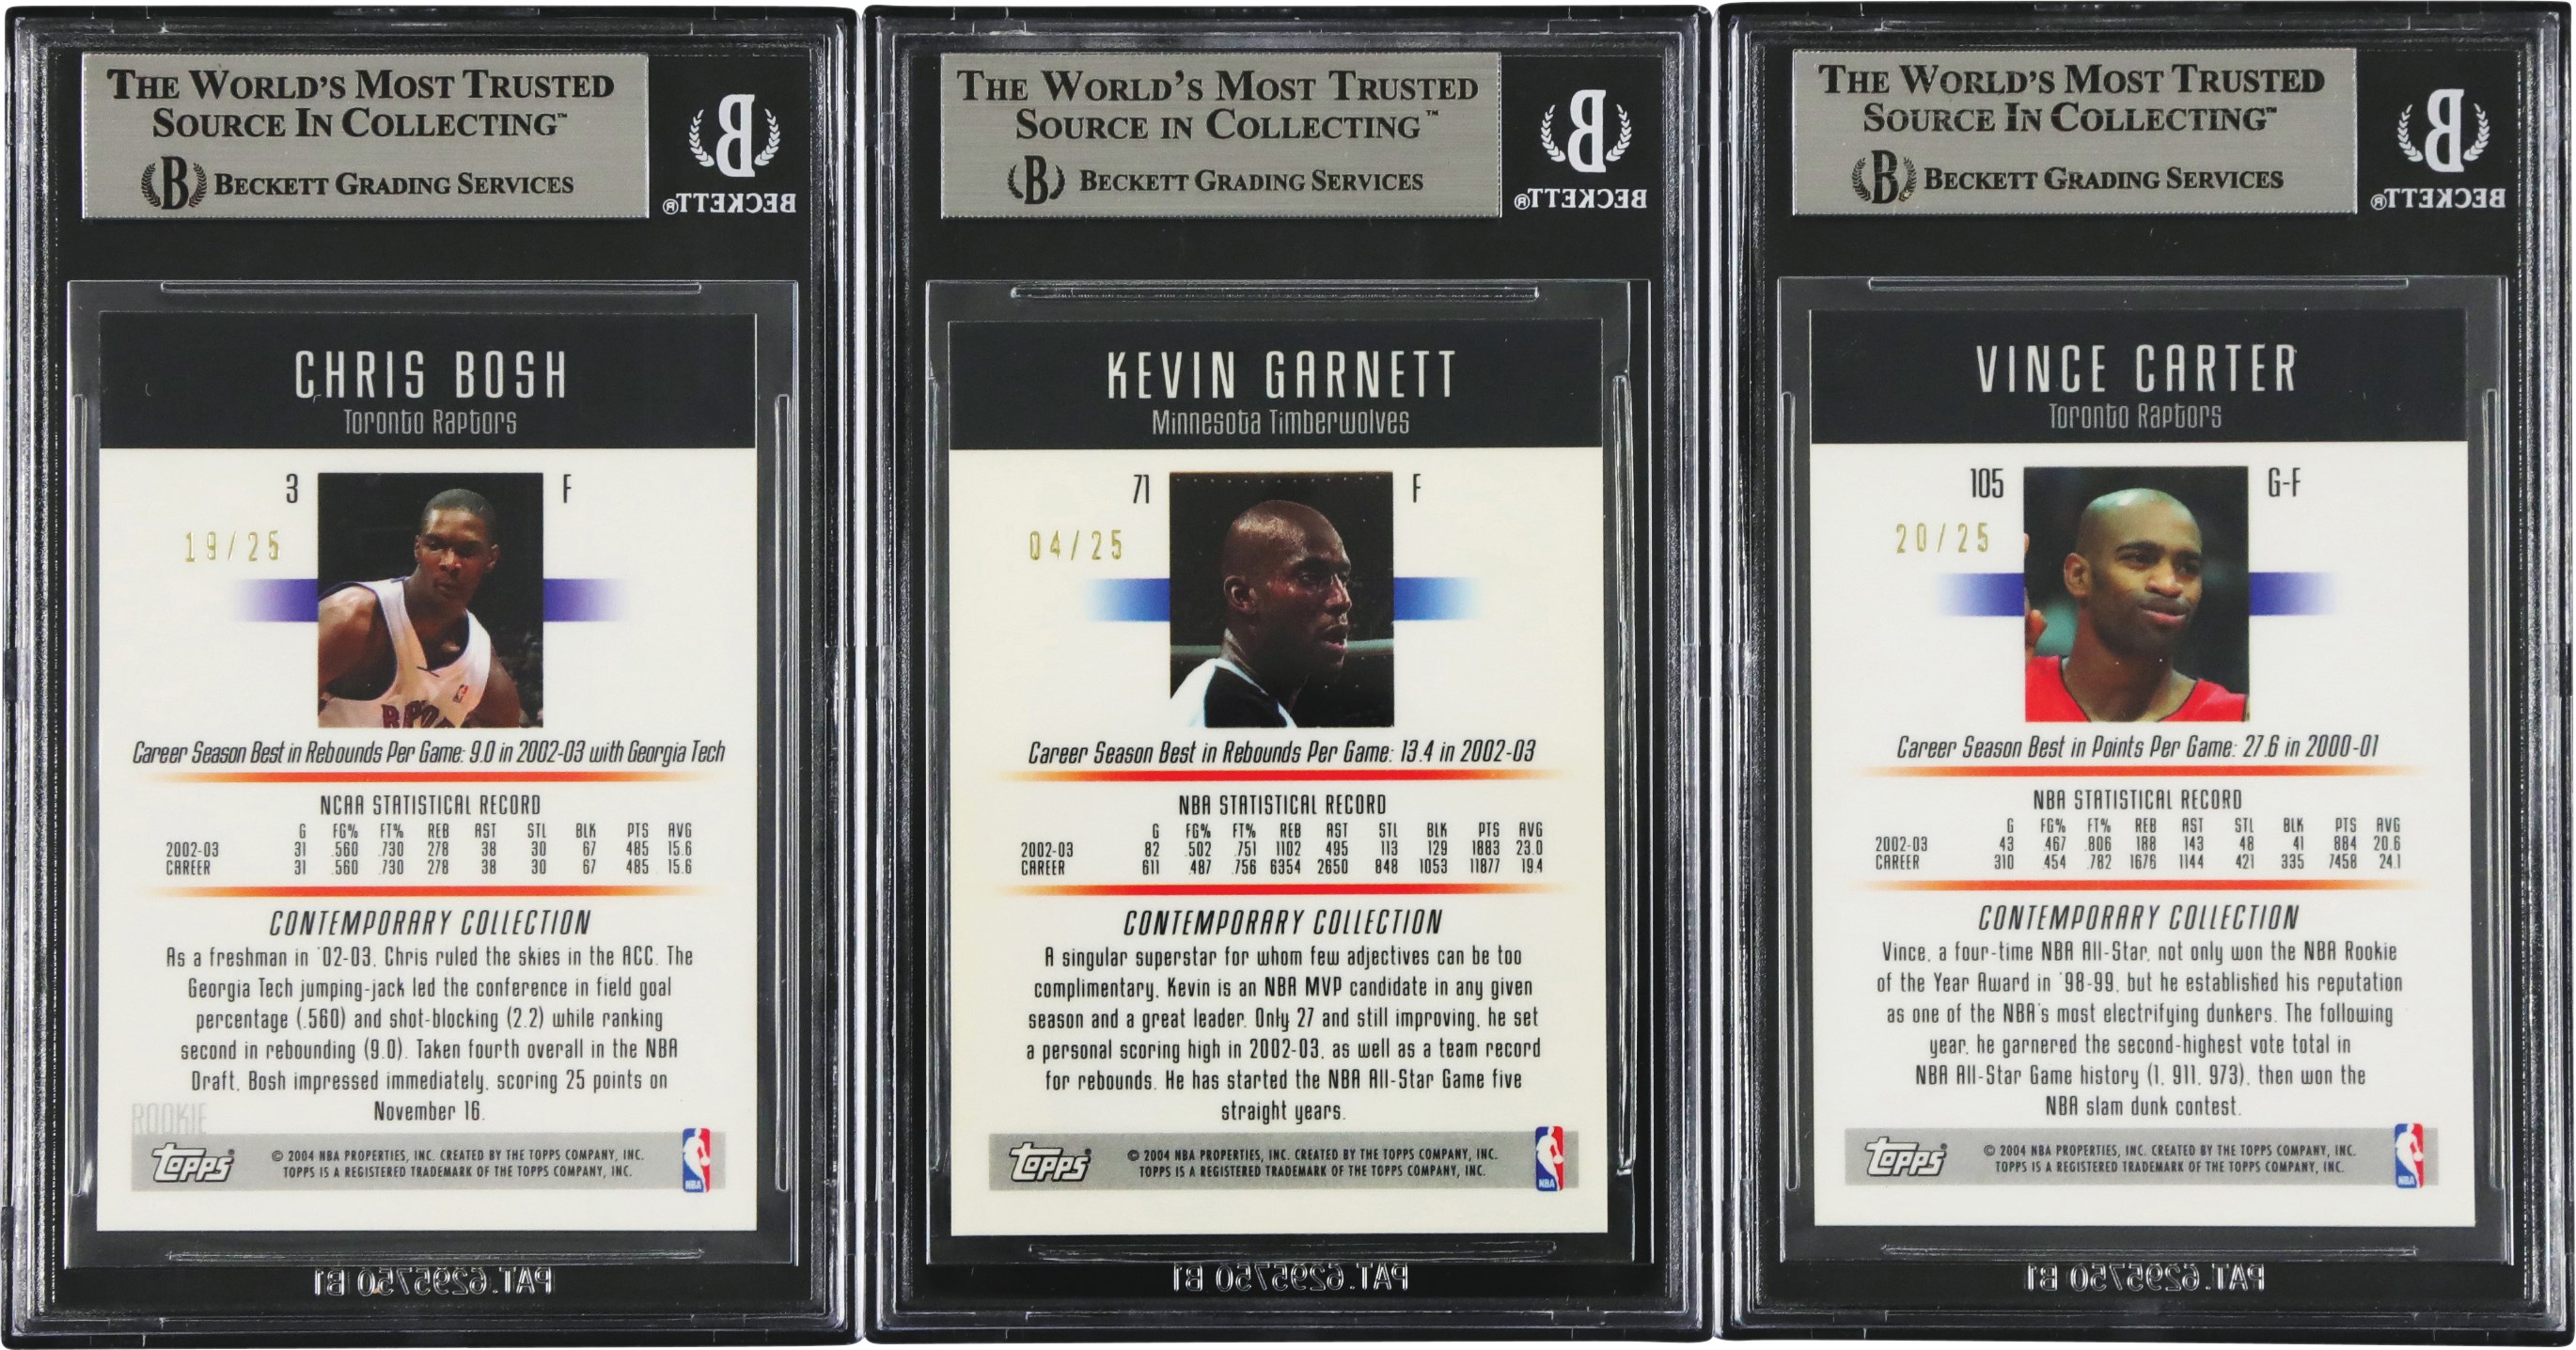 THE WORLD'S MOST TRUSTED
SOURCE IN COLLECTING™
B BECKETT GRADING SERVICES
B
BECKETT®
CHRIS BOSH
Toronto Raptors
3 F
19/25
RAPTO
Career Season Best in Rebounds Per Game: 9.0 in 2002-03 with Georgia Tech
NCAA STATISTICAL RECORD
G FG% FT% REB AST STL BLK PTS AVG
2002-03 31 .560 .730 278 38 30 67 485 15.6
CAREER 31 .560 .730 278 38 30 67 485 15.6
CONTEMPORARY COLLECTION
As a freshman in '02-03, Chris ruled the skies in the ACC. The
Georgia Tech jumping-jack led the conference in field goal
percentage (.560) and shot-blocking (2.2) while ranking
second in rebounding (9.0). Taken fourth overall in the NBA
Draft, Bosh impressed immediately, scoring 25 points on
November 16.
ROOKIE
Topps® © 2004 NBA PROPERTIES, INC. CREATED BY THE TOPPS COMPANY, INC.
TOPPS IS A REGISTERED TRADEMARK OF THE TOPPS COMPANY, INC.
NBA
PAT.6295750 B1
THE WORLD'S MOST TRUSTED
SOURCE IN COLLECTING™
B BECKETT GRADING SERVICES
B
BECKETT®
KEVIN GARNETT
Minnesota Timberwolves
71 F
04/25
Career Season Best in Rebounds Per Game: 13.4 in 2002-03
NBA STATISTICAL RECORD
G FG% FT% REB AST STL BLK PTS AVG
2002-03 82 .502 .751 1102 495 113 129 1883 23.0
CAREER 611 .487 .756 6354 2650 848 1053 11877 19.4
CONTEMPORARY COLLECTION
A singular superstar for whom few adjectives can be too
complimentary, Kevin is an NBA MVP candidate in any given
season and a great leader. Only 27 and still improving, he set
a personal scoring high in 2002-03, as well as a team record
for rebounds. He has started the NBA All-Star Game five
straight years.
Topps® © 2004 NBA PROPERTIES, INC. CREATED BY THE TOPPS COMPANY, INC.
TOPPS IS A REGISTERED TRADEMARK OF THE TOPPS COMPANY, INC.
NBA
PAT.6295750 B1
THE WORLD'S MOST TRUSTED
SOURCE IN COLLECTING™
B BECKETT GRADING SERVICES
B
BECKETT®
VINCE CARTER
Toronto Raptors
105 G-F
20/25
Career Season Best in Points Per Game: 27.6 in 2000-01
NBA STATISTICAL RECORD
G FG% FT% REB AST STL BLK PTS AVG
2002-03 43 .467 .806 188 143 48 41 884 20.6
CAREER 310 .454 .782 1676 1144 421 335 7458 24.1
CONTEMPORARY COLLECTION
Vince, a four-time NBA All-Star, not only won the NBA Rookie
of the Year Award in '98-99, but he established his reputation
as one of the NBA's most electrifying dunkers. The following
year, he garnered the second-highest vote total in
NBA All-Star Game history (1, 911, 973), then won the
NBA slam dunk contest.
Topps® © 2004 NBA PROPERTIES, INC. CREATED BY THE TOPPS COMPANY, INC.
TOPPS IS A REGISTERED TRADEMARK OF THE TOPPS COMPANY, INC.
NBA
PAT.6295750 B1